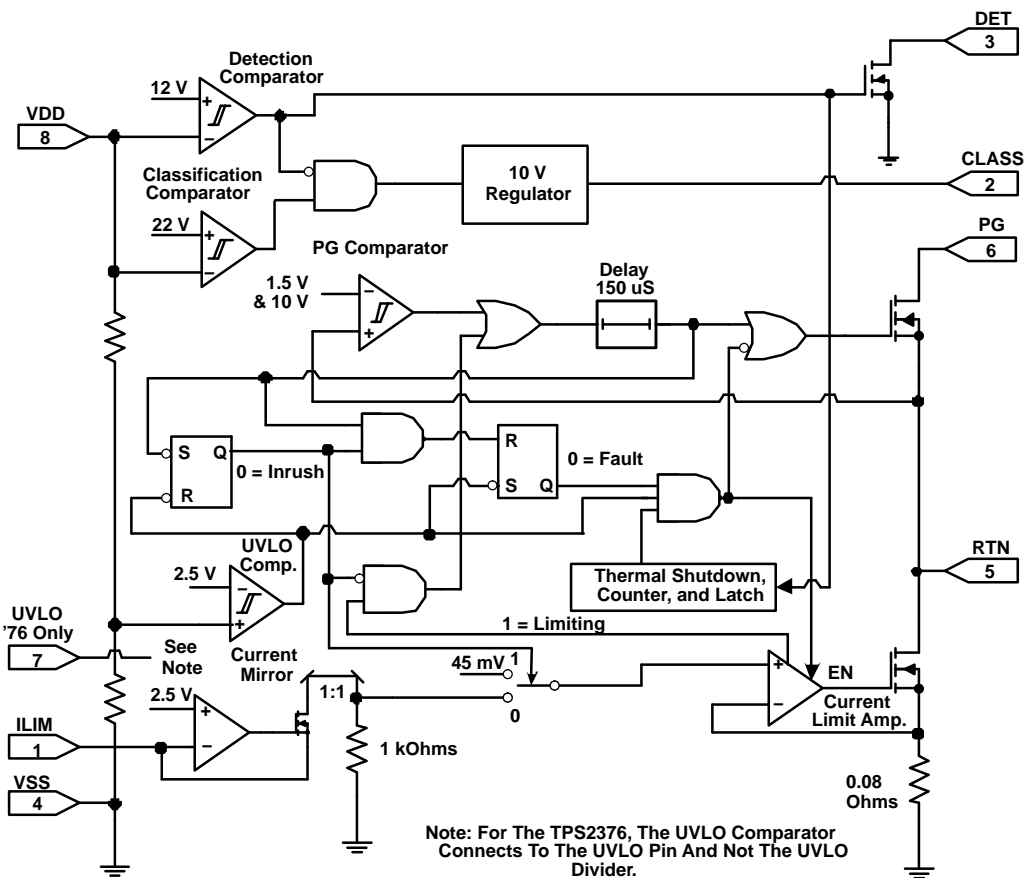 DET
3
Detection
Comparator
12 V
+
−
VDD
8
CLASS
2
10 V
Regulator
Classification
Comparator
22 V
+
−
PG Comparator
PG
6
1.5 V
& 10 V
−
+
Delay
150 uS
S
Q
R
0 = Inrush
R
S
Q
0 = Fault
UVLO
Comp.
2.5 V
−
+
Thermal Shutdown,
Counter, and Latch
RTN
5
UVLO
'76 Only
7
See
Note
1 = Limiting
Current
Mirror
1:1
45 mV
1
0
2.5 V
+
−
ILIM
1
1 kOhms
+
−
EN
Current
Limit Amp.
VSS
4
0.08
Ohms
Note: For The TPS2376, The UVLO Comparator
Connects To The UVLO Pin And Not The UVLO
Divider.